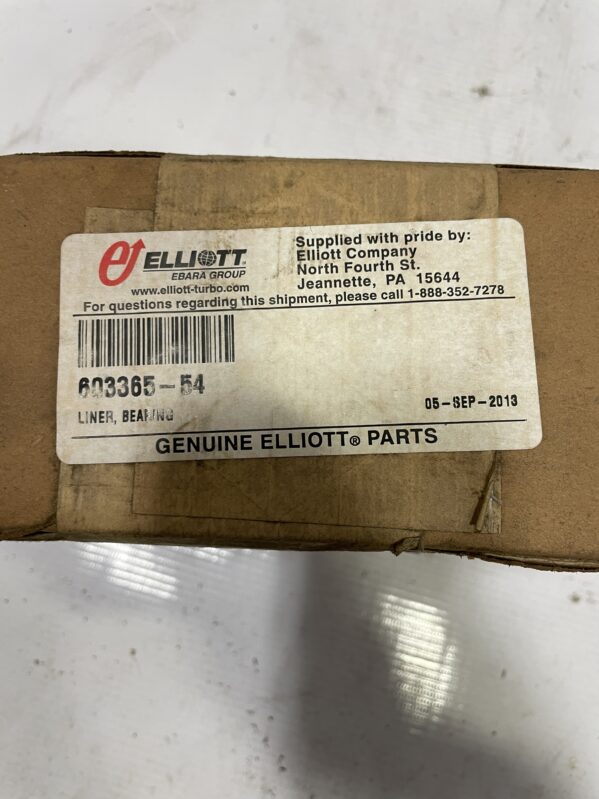 ELLIOTT
EBARA GROUP
www.elliott-turbo.com
Supplied with pride by:
Elliott Company
North Fourth St.
Jeannette, PA 15644
For questions regarding this shipment, please call 1-888-352-7278
603365-54
LINER, BEARING
05-SEP-2013
GENUINE ELLIOTT® PARTS